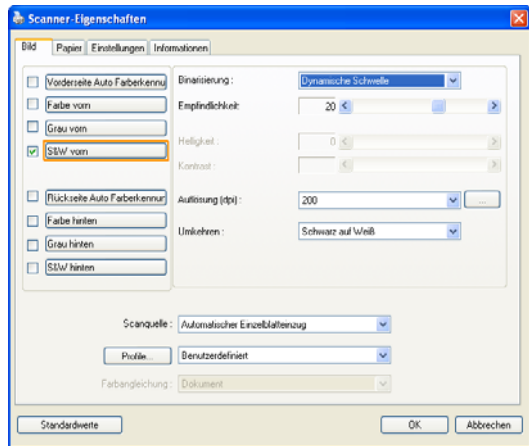 Scanner-Eigenschaften
Bild Papier Einstellungen Informationen
Vorderseite Auto Farberkennu
Farbe vorn
Grau vorn
S&W vorn
Rückseite Auto Farberkennun
Farbe hinten
Grau hinten
S&W hinten
Binarisierung : Dynamische Schwelle
Empfindlichkeit: 20
Helligkeit : 0
Kontrast :
Auflösung (dpi) : 200 ...
Umkehren : Schwarz auf Weiß
Scanquelle : Automatischer Einzelblatteinzug
Profile... Benutzerdefiniert
Farbangleichung : Dokument
Standardwerte OK Abbrechen